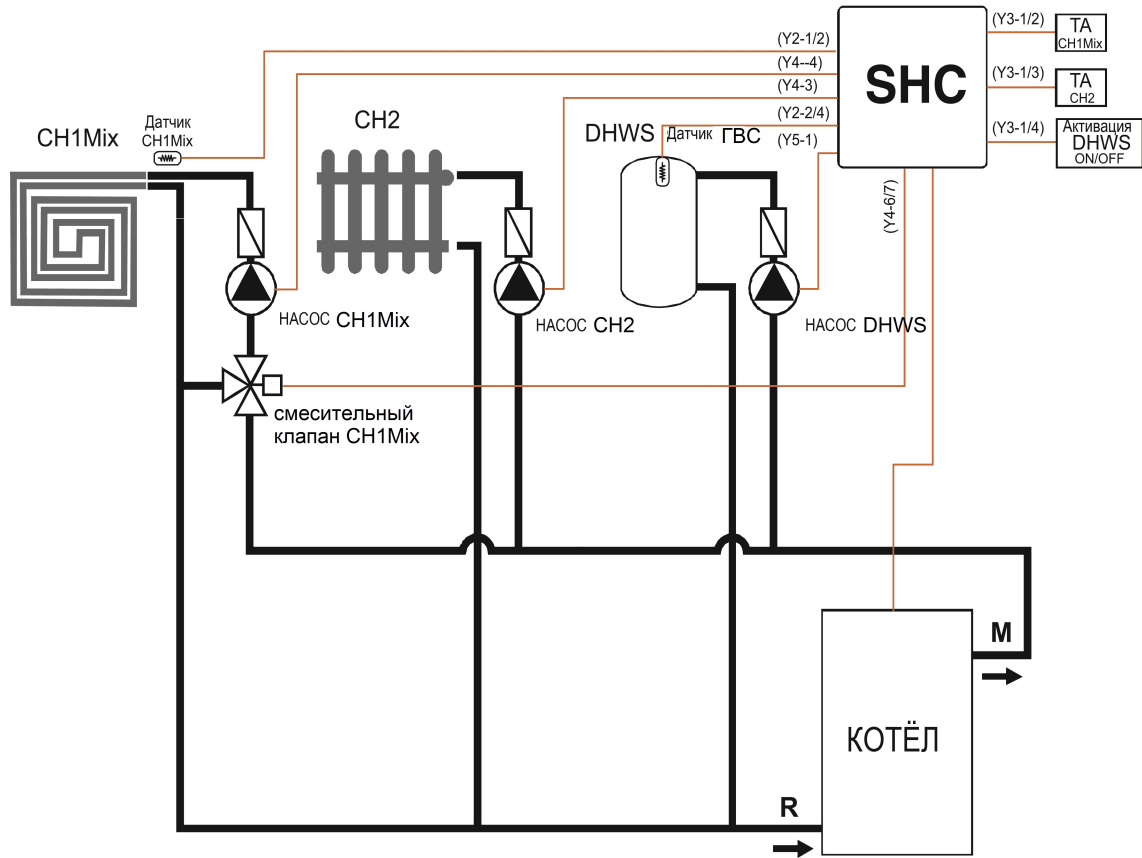 (Y2-1/2)
(Y4--4)
(Y4-3)
(Y2-2/4)
(Y5-1)
SHC
(Y3-1/2)
TA
CH1Mix
(Y3-1/3)
TA
CH2
(Y3-1/4)
Активация
DHWS
ON/OFF
(Y4-6/7)
CH1Mix
Датчик
CH1Mix
CH2
DHWS
Датчик ГВС
НАСОС CH1Mix
НАСОС CH2
НАСОС DHWS
смесительный
клапан CH1Mix
M
КОТЁЛ
R